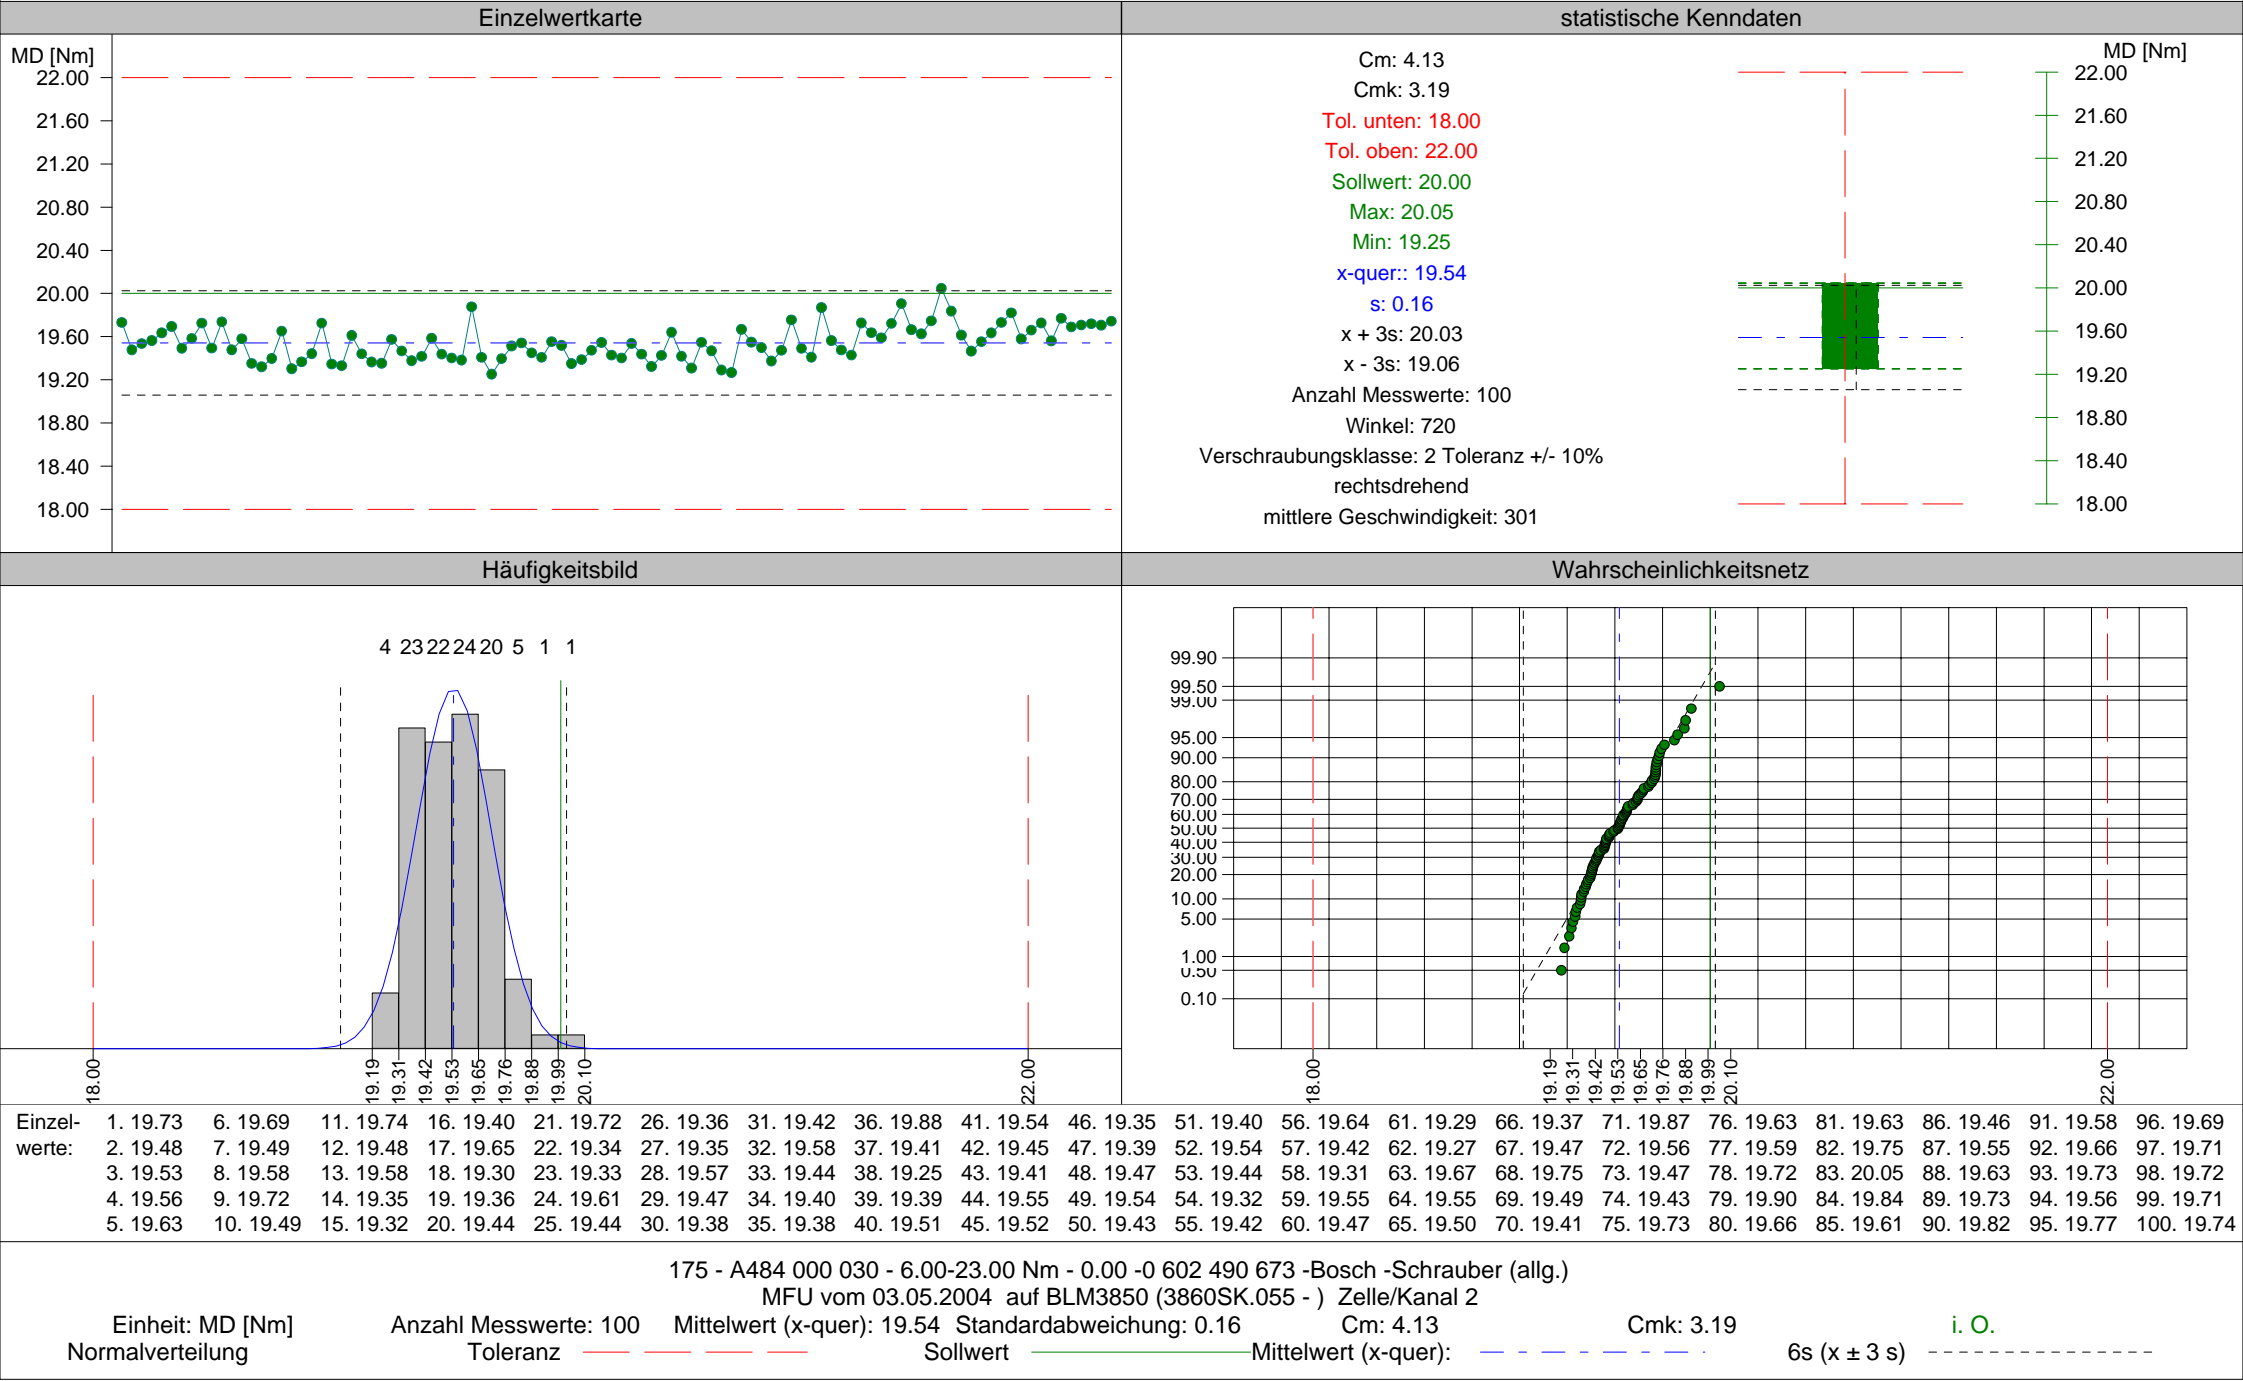 Einzelwertkarte
MD [Nm]
22.00
21.60
21.20
20.80
20.40
20.00
19.60
19.20
18.80
18.40
18.00
statistische Kenndaten
Cm: 4.13
Cmk: 3.19
Tol. unten: 18.00
Tol. oben: 22.00
Sollwert: 20.00
Max: 20.05
Min: 19.25
x-quer:: 19.54
s: 0.16
x + 3s: 20.03
x - 3s: 19.06
Anzahl Messwerte: 100
Winkel: 720
Verschraubungsklasse: 2 Toleranz +/- 10%
rechtsdrehend
mittlere Geschwindigkeit: 301
MD [Nm]
22.00
21.60
21.20
20.80
20.40
20.00
19.60
19.20
18.80
18.40
18.00
Häufigkeitsbild
4 23 22 24 20 5 1 1
18.00 19.19 19.31 19.42 19.53 19.65 19.76 19.88 19.99 20.10 22.00
Wahrscheinlichkeitsnetz
99.90
99.50
99.00
95.00
90.00
80.00
70.00
60.00
50.00
40.00
30.00
20.00
10.00
5.00
1.00
0.50
0.10
18.00 19.19 19.31 19.42 19.53 19.65 19.76 19.88 19.99 20.10 22.00
Einzel- 1. 19.73 6. 19.69 11. 19.74 16. 19.40 21. 19.72 26. 19.36 31. 19.42 36. 19.88 41. 19.54 46. 19.35 51. 19.40 56. 19.64 61. 19.29 66. 19.37 71. 19.87 76. 19.63 81. 19.63 86. 19.46 91. 19.58 96. 19.69
werte: 2. 19.48 7. 19.49 12. 19.48 17. 19.65 22. 19.34 27. 19.35 32. 19.58 37. 19.41 42. 19.45 47. 19.39 52. 19.54 57. 19.42 62. 19.27 67. 19.47 72. 19.56 77. 19.59 82. 19.75 87. 19.55 92. 19.66 97. 19.71
3. 19.53 8. 19.58 13. 19.58 18. 19.30 23. 19.33 28. 19.57 33. 19.44 38. 19.25 43. 19.41 48. 19.47 53. 19.44 58. 19.31 63. 19.67 68. 19.75 73. 19.47 78. 19.72 83. 20.05 88. 19.63 93. 19.73 98. 19.72
4. 19.56 9. 19.72 14. 19.35 19. 19.36 24. 19.61 29. 19.47 34. 19.40 39. 19.39 44. 19.55 49. 19.54 54. 19.32 59. 19.55 64. 19.55 69. 19.49 74. 19.43 79. 19.90 84. 19.84 89. 19.73 94. 19.56 99. 19.71
5. 19.63 10. 19.49 15. 19.32 20. 19.44 25. 19.44 30. 19.38 35. 19.38 40. 19.51 45. 19.52 50. 19.43 55. 19.42 60. 19.47 65. 19.50 70. 19.41 75. 19.73 80. 19.66 85. 19.61 90. 19.82 95. 19.77 100. 19.74
175 - A484 000 030 - 6.00-23.00 Nm - 0.00 -0 602 490 673 -Bosch -Schrauber (allg.)
MFU vom 03.05.2004 auf BLM3850 (3860SK.055 - ) Zelle/Kanal 2
Einheit: MD [Nm] Anzahl Messwerte: 100 Mittelwert (x-quer): 19.54 Standardabweichung: 0.16 Cm: 4.13 Cmk: 3.19 i. O.
Normalverteilung Toleranz Sollwert Mittelwert (x-quer): 6s (x ± 3 s)